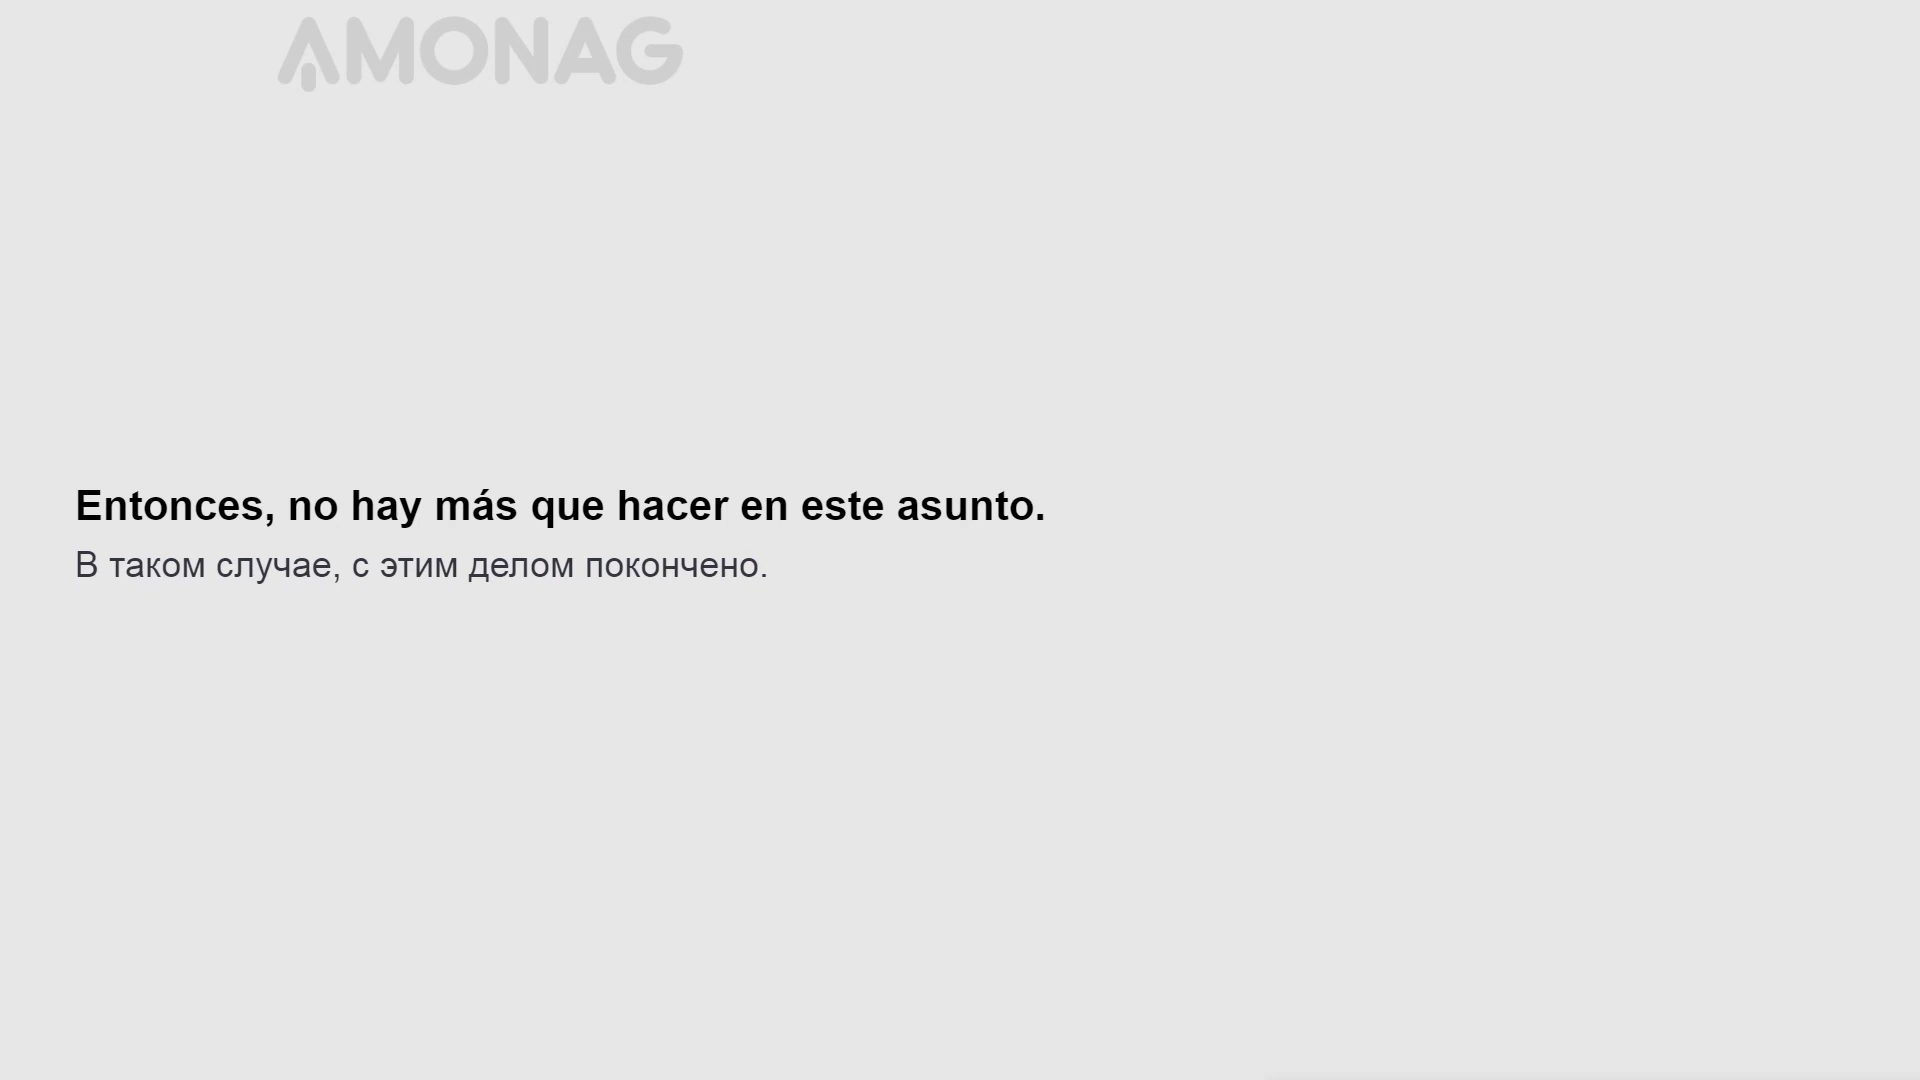 AMONAG
Entonces, no hay más que hacer en este asunto.
В таком случае, с этим делом покончено.